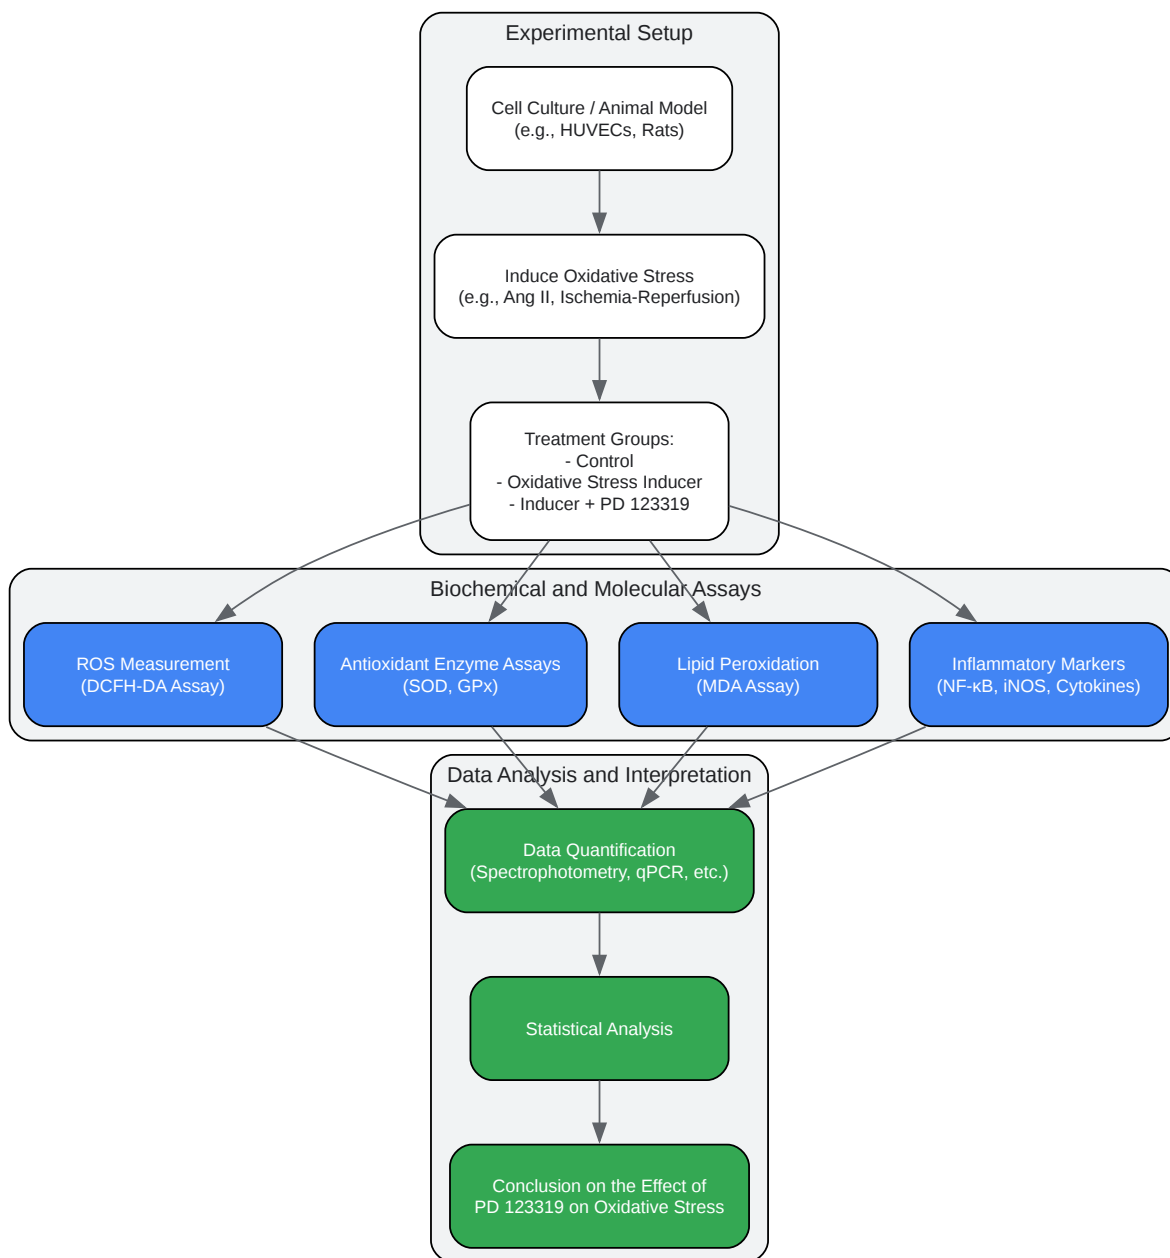 Experimental Setup
Cell Culture / Animal Model
(e.g., HUVECs, Rats)
Induce Oxidative Stress
(e.g., Ang II, Ischemia-Reperfusion)
Treatment Groups:
- Control
- Oxidative Stress Inducer
- Inducer + PD 123319
Biochemical and Molecular Assays
ROS Measurement
(DCFH-DA Assay)
Antioxidant Enzyme Assays
(SOD, GPx)
Lipid Peroxidation
(MDA Assay)
Inflammatory Markers
(NF-κB, iNOS, Cytokines)
Data Analysis and Interpretation
Data Quantification
(Spectrophotometry, qPCR, etc.)
Statistical Analysis
Conclusion on the Effect of
PD 123319 on Oxidative Stress